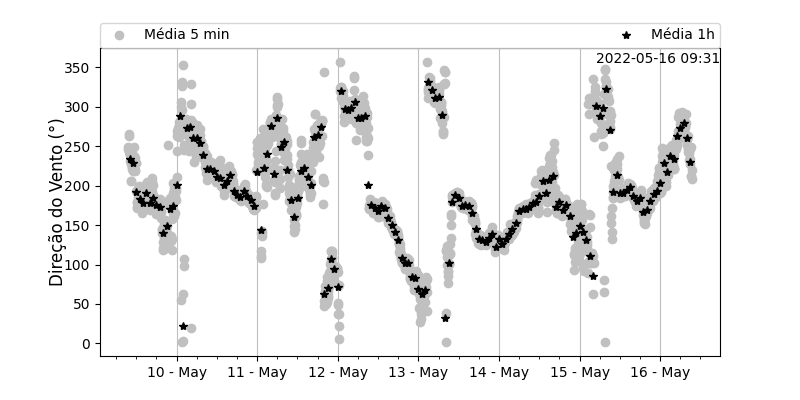 Média 5 min
Média 1h
2022-05-16 09:31
Direção do Vento (°)
350
300
250
200
150
100
50
0
10 - May
11 - May
12 - May
13 - May
14 - May
15 - May
16 - May